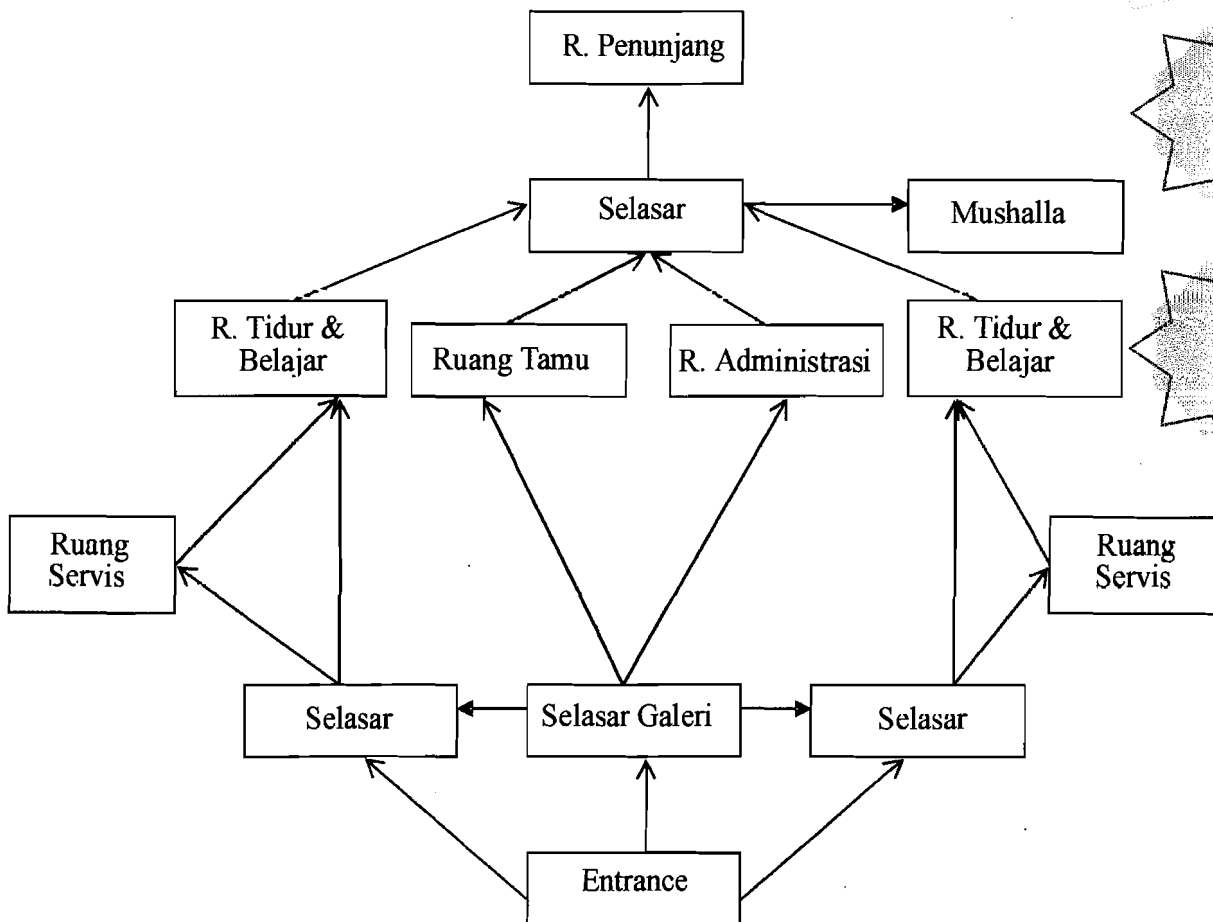 R. Penunjang
Selasar
Mushalla
R. Tidur &
Belajar
Ruang Tamu
R. Administrasi
R. Tidur &
Belajar
Ruang
Servis
Ruang
Servis
Selasar
Selasar Galeri
Selasar
Entrance